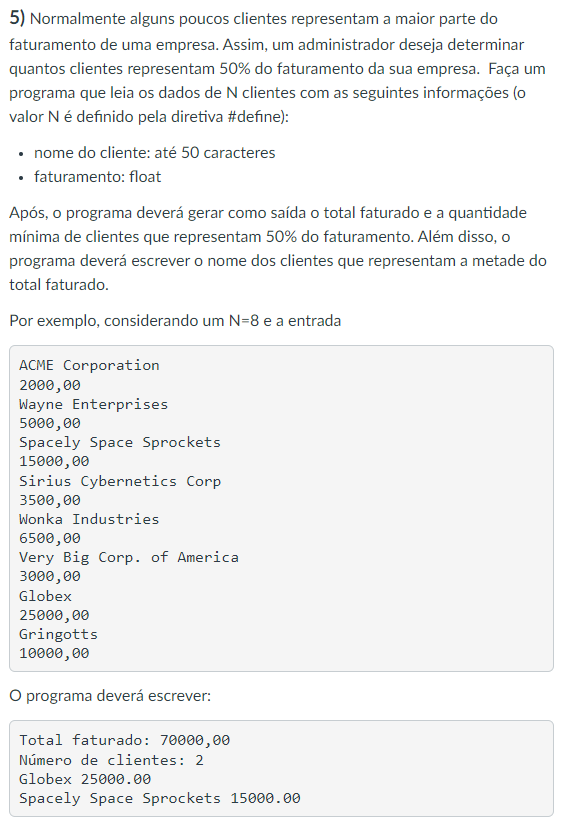 5) Normalmente alguns poucos clientes representam a maior parte do
faturamento de uma empresa. Assim, um administrador deseja determinar
quantos clientes representam 50% do faturamento da sua empresa.  Faça um
programa que leia os dados de N clientes com as seguintes informações (o
valor N é definido pela diretiva #define):
• nome do cliente: até 50 caracteres
• faturamento: float
Após, o programa deverá gerar como saída o total faturado e a quantidade
mínima de clientes que representam 50% do faturamento. Além disso, o
programa deverá escrever o nome dos clientes que representam a metade do
total faturado.
Por exemplo, considerando um N=8 e a entrada
ACME Corporation
2000,00
Wayne Enterprises
5000,00
Spacely Space Sprockets
15000,00
Sirius Cybernetics Corp
3500,00
Wonka Industries
6500,00
Very Big Corp. of America
3000,00
Globex
25000,00
Gringotts
10000,00
O programa deverá escrever:
Total faturado: 70000,00
Número de clientes: 2
Globex 25000.00
Spacely Space Sprockets 15000.00